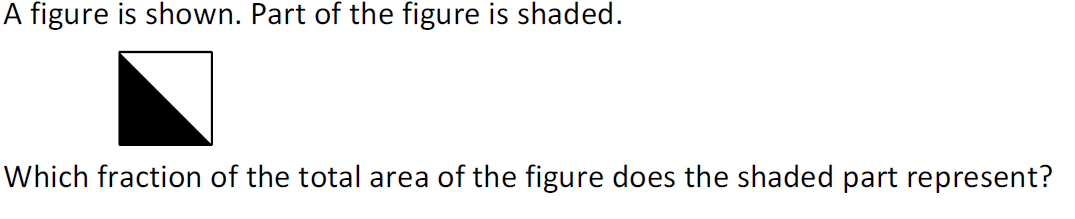 A figure is shown. Part of the figure is shaded.
Which fraction of the total area of the figure does the shaded part represent?